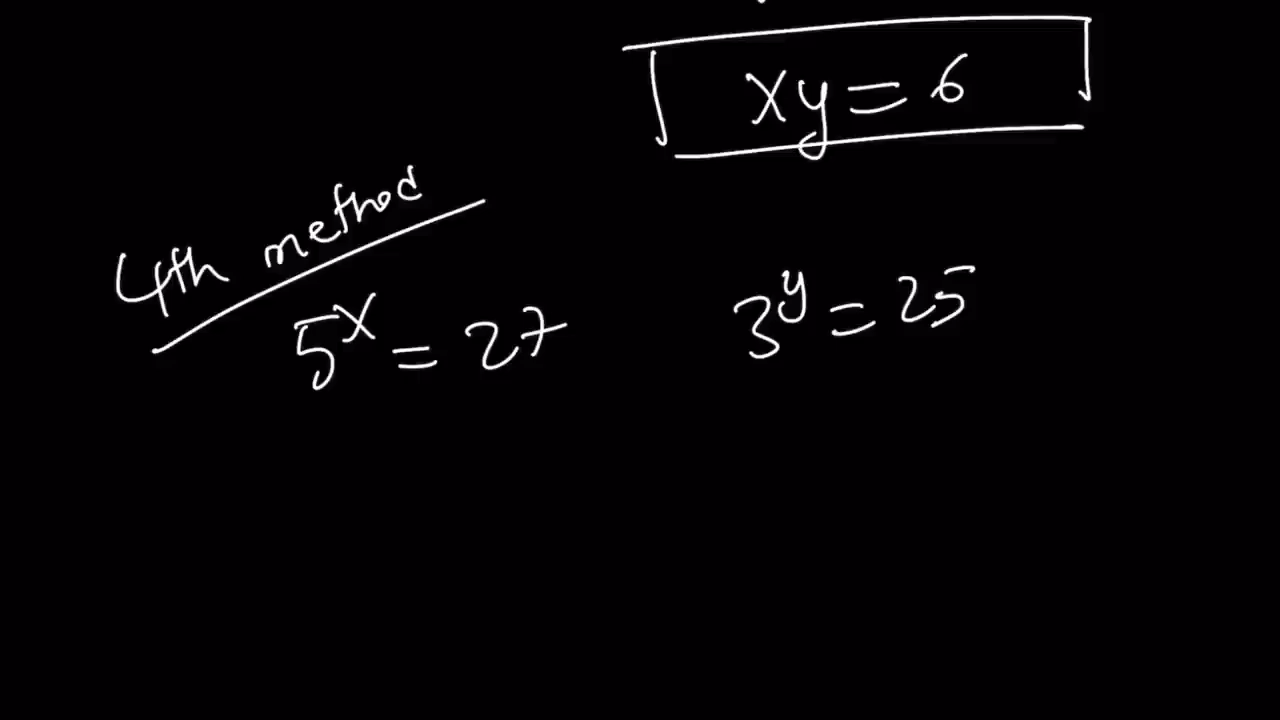 xy = 6
4th method
5^x = 27 3^y = 25